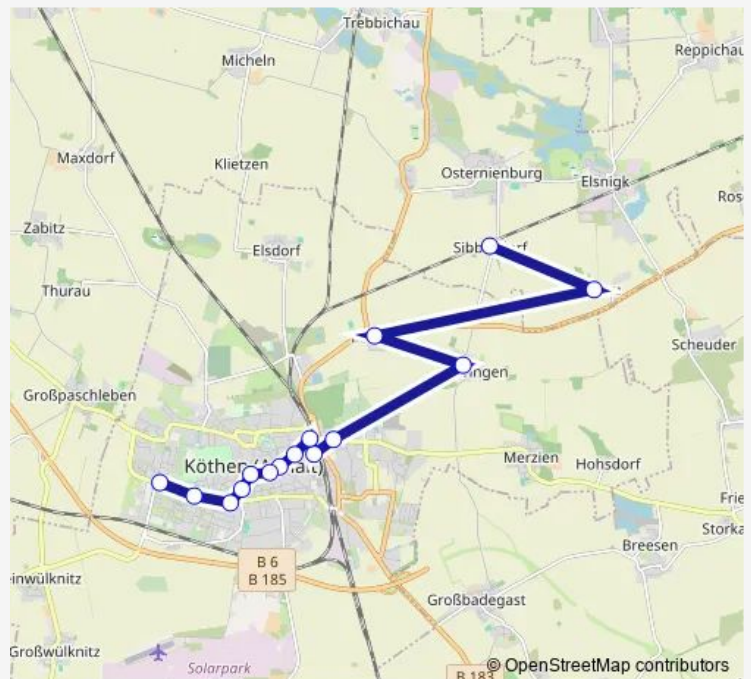 Trebbichau
Micheln
Reppichau
Maxdorf
Klietzen
Osternienburg
Elsnigk
Zabitz
Elsdorf
Thurau
Scheuder
Großpaschleben
Merzien
Hohsdorf
Breesen
B 6
B 185
Großbadegast
Großwülknitz
Solarpark
B 183
© OpenStreetMap contributors